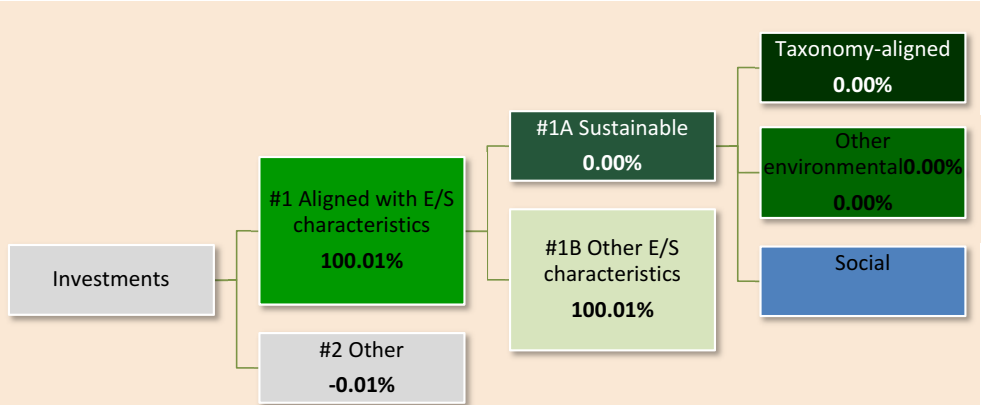 Investments
#1 Aligned with E/S
characteristics
100.01%
#2 Other
-0.01%
#1A Sustainable
0.00%
#1B Other E/S
characteristics
100.01%
Taxonomy-aligned
0.00%
Other
environmental0.00%
0.00%
Social